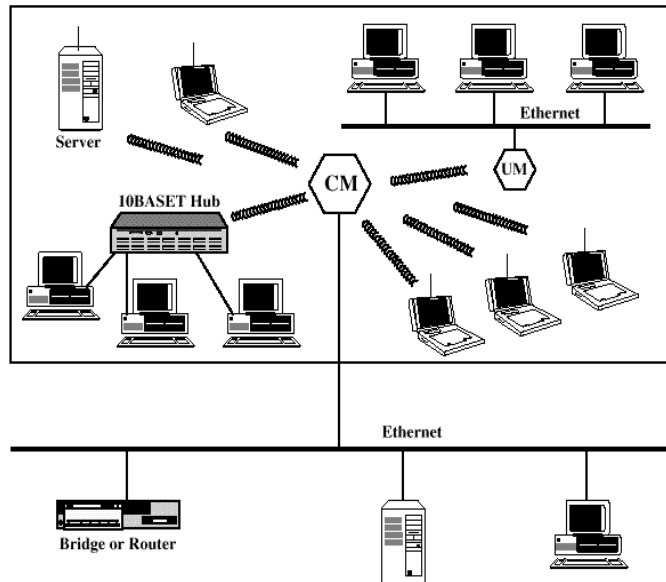 Ethernet
Server
CM
UM
10BASET Hub
Ethernet
Bridge or Router